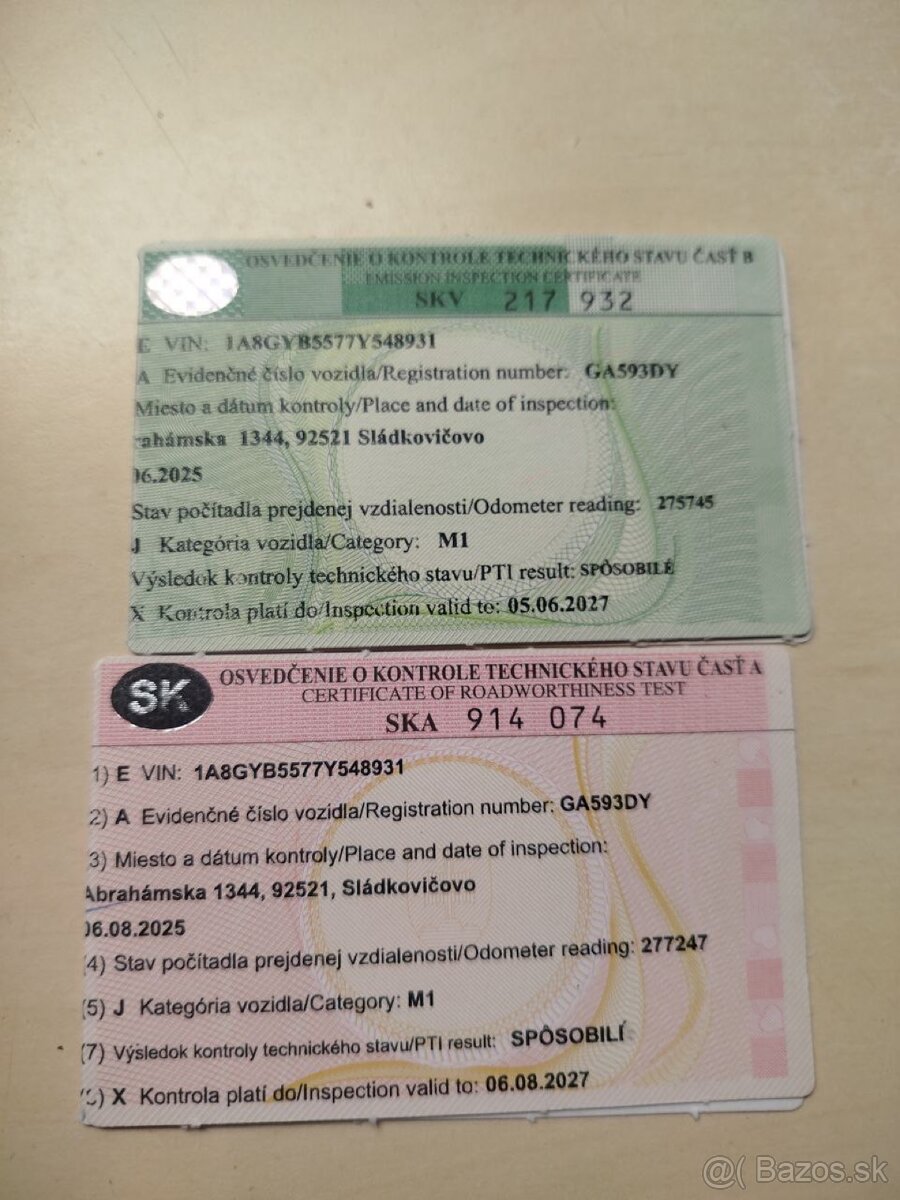 OSVEDČENIE O KONTROLE TECHNICKÉHO STAVU ČASŤ B
EMISSION INSPECTION CERTIFICATE
SKV 217 932
E VIN: 1A8GYB5577Y548931
A Evidenčné číslo vozidla/Registration number: GA593DY
Miesto a dátum kontroly/Place and date of inspection:
rahámska 1344, 92521 Sládkovičovo
06.2025
Stav počítadla prejdenej vzdialenosti/Odometer reading: 275745
J Kategória vozidla/Category: M1
Výsledok kontroly technického stavu/PTI result: SPÔSOBILÉ
X Kontrola platí do/Inspection valid to: 05.06.2027
SK
OSVEDČENIE O KONTROLE TECHNICKÉHO STAVU ČASŤ A
CERTIFICATE OF ROADWORTHINESS TEST
SKA 914 074
1) E VIN: 1A8GYB5577Y548931
2) A Evidenčné číslo vozidla/Registration number: GA593DY
3) Miesto a dátum kontroly/Place and date of inspection:
Abrahámska 1344, 92521, Sládkovičovo
06.08.2025
(4) Stav počítadla prejdenej vzdialenosti/Odometer reading: 277247
(5) J Kategória vozidla/Category: M1
(7) Výsledok kontroly technického stavu/PTI result: SPÔSOBILÍ
X Kontrola platí do/Inspection valid to: 06.08.2027
@( Bazos.sk